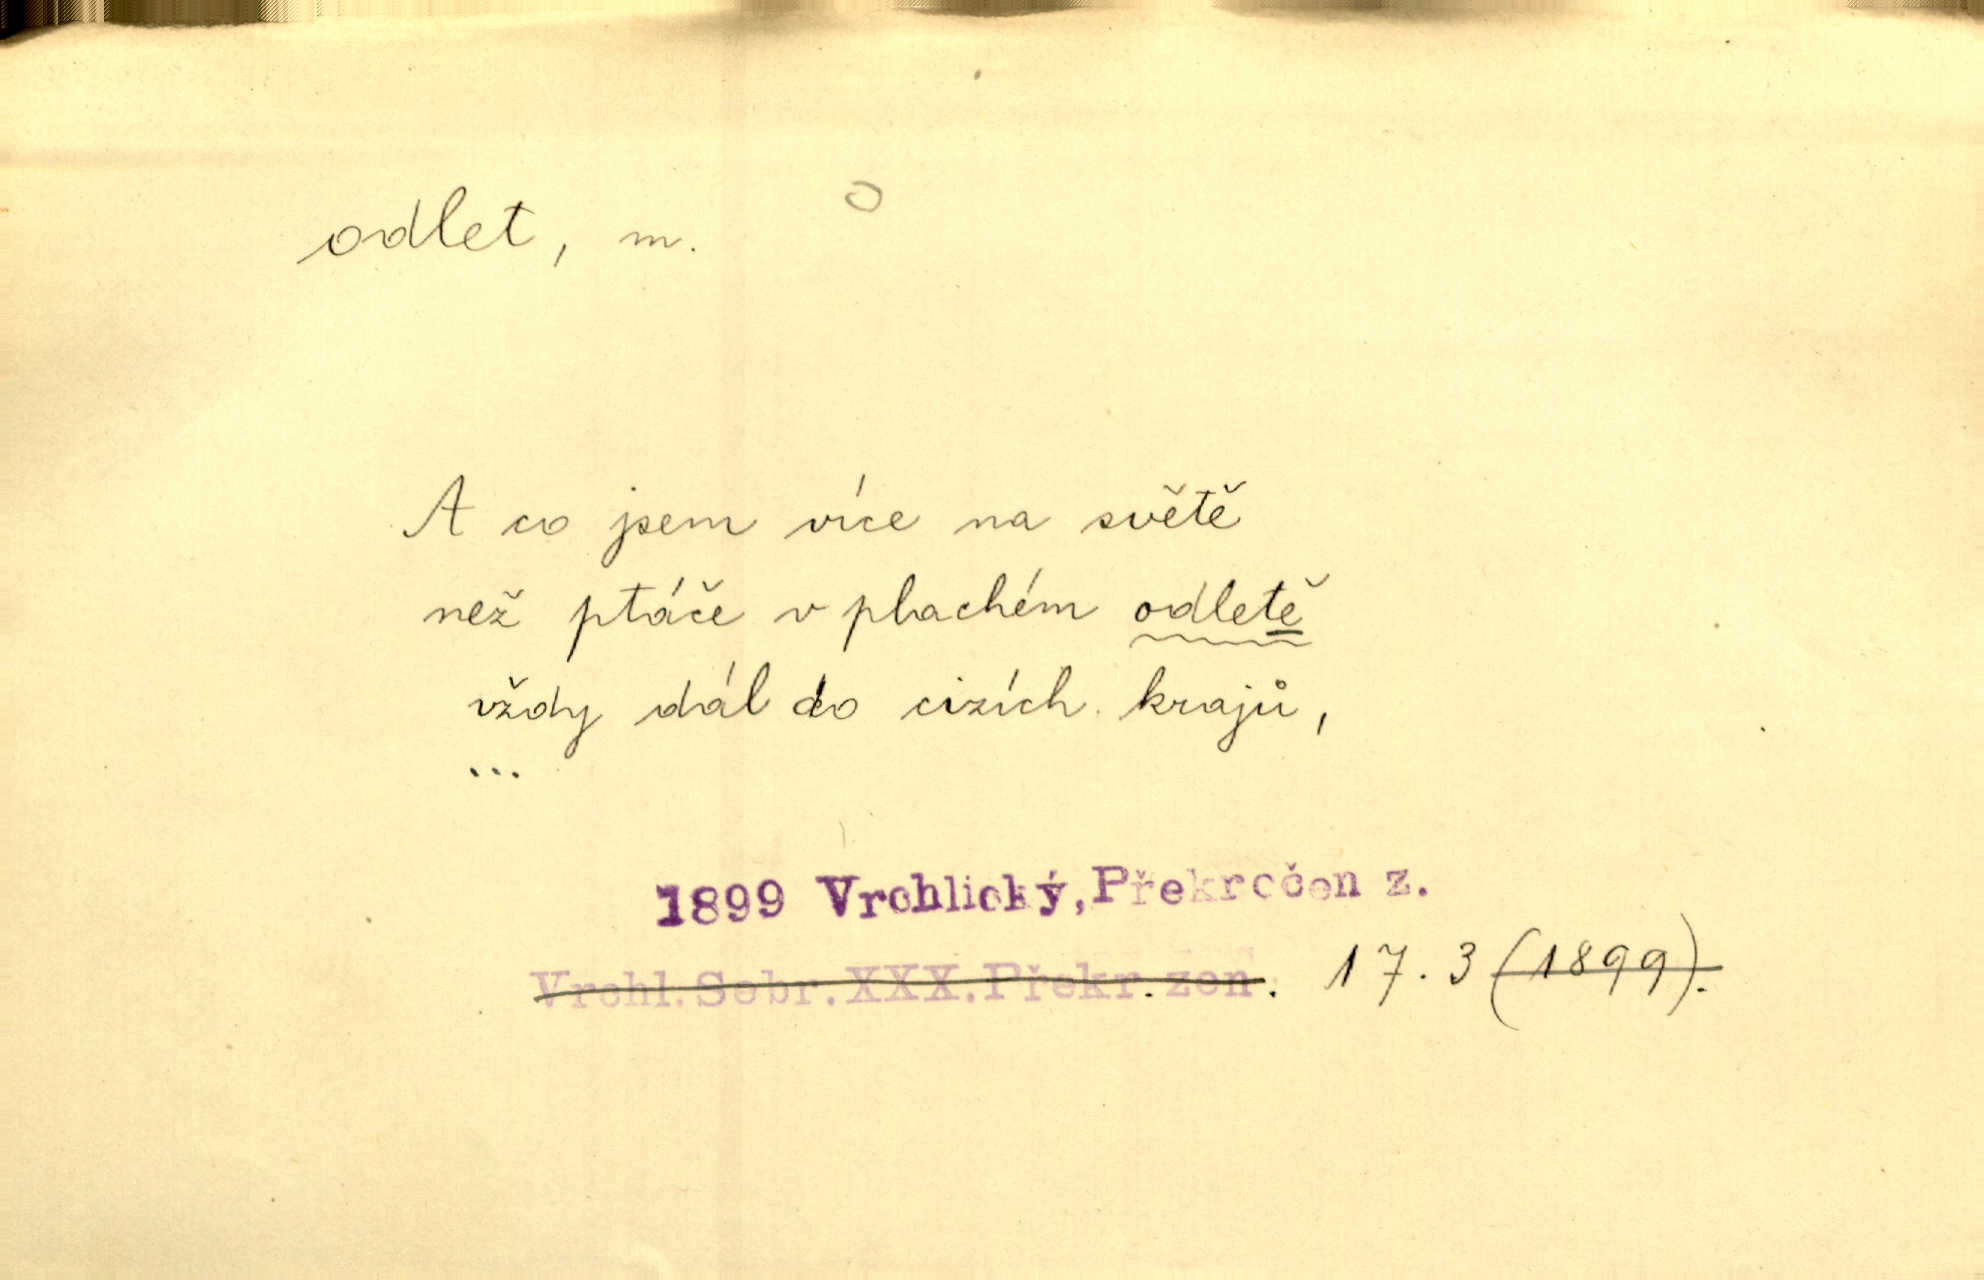 odlet, m.
A co jsem více na světě
než ptáče v plachém odletě
vždy dál do cizích krajů,
...
1899 Vrchlický, Překročen z.
Vrchl. Sebr. XXX. Překr. zen. 17. 3 (1899).